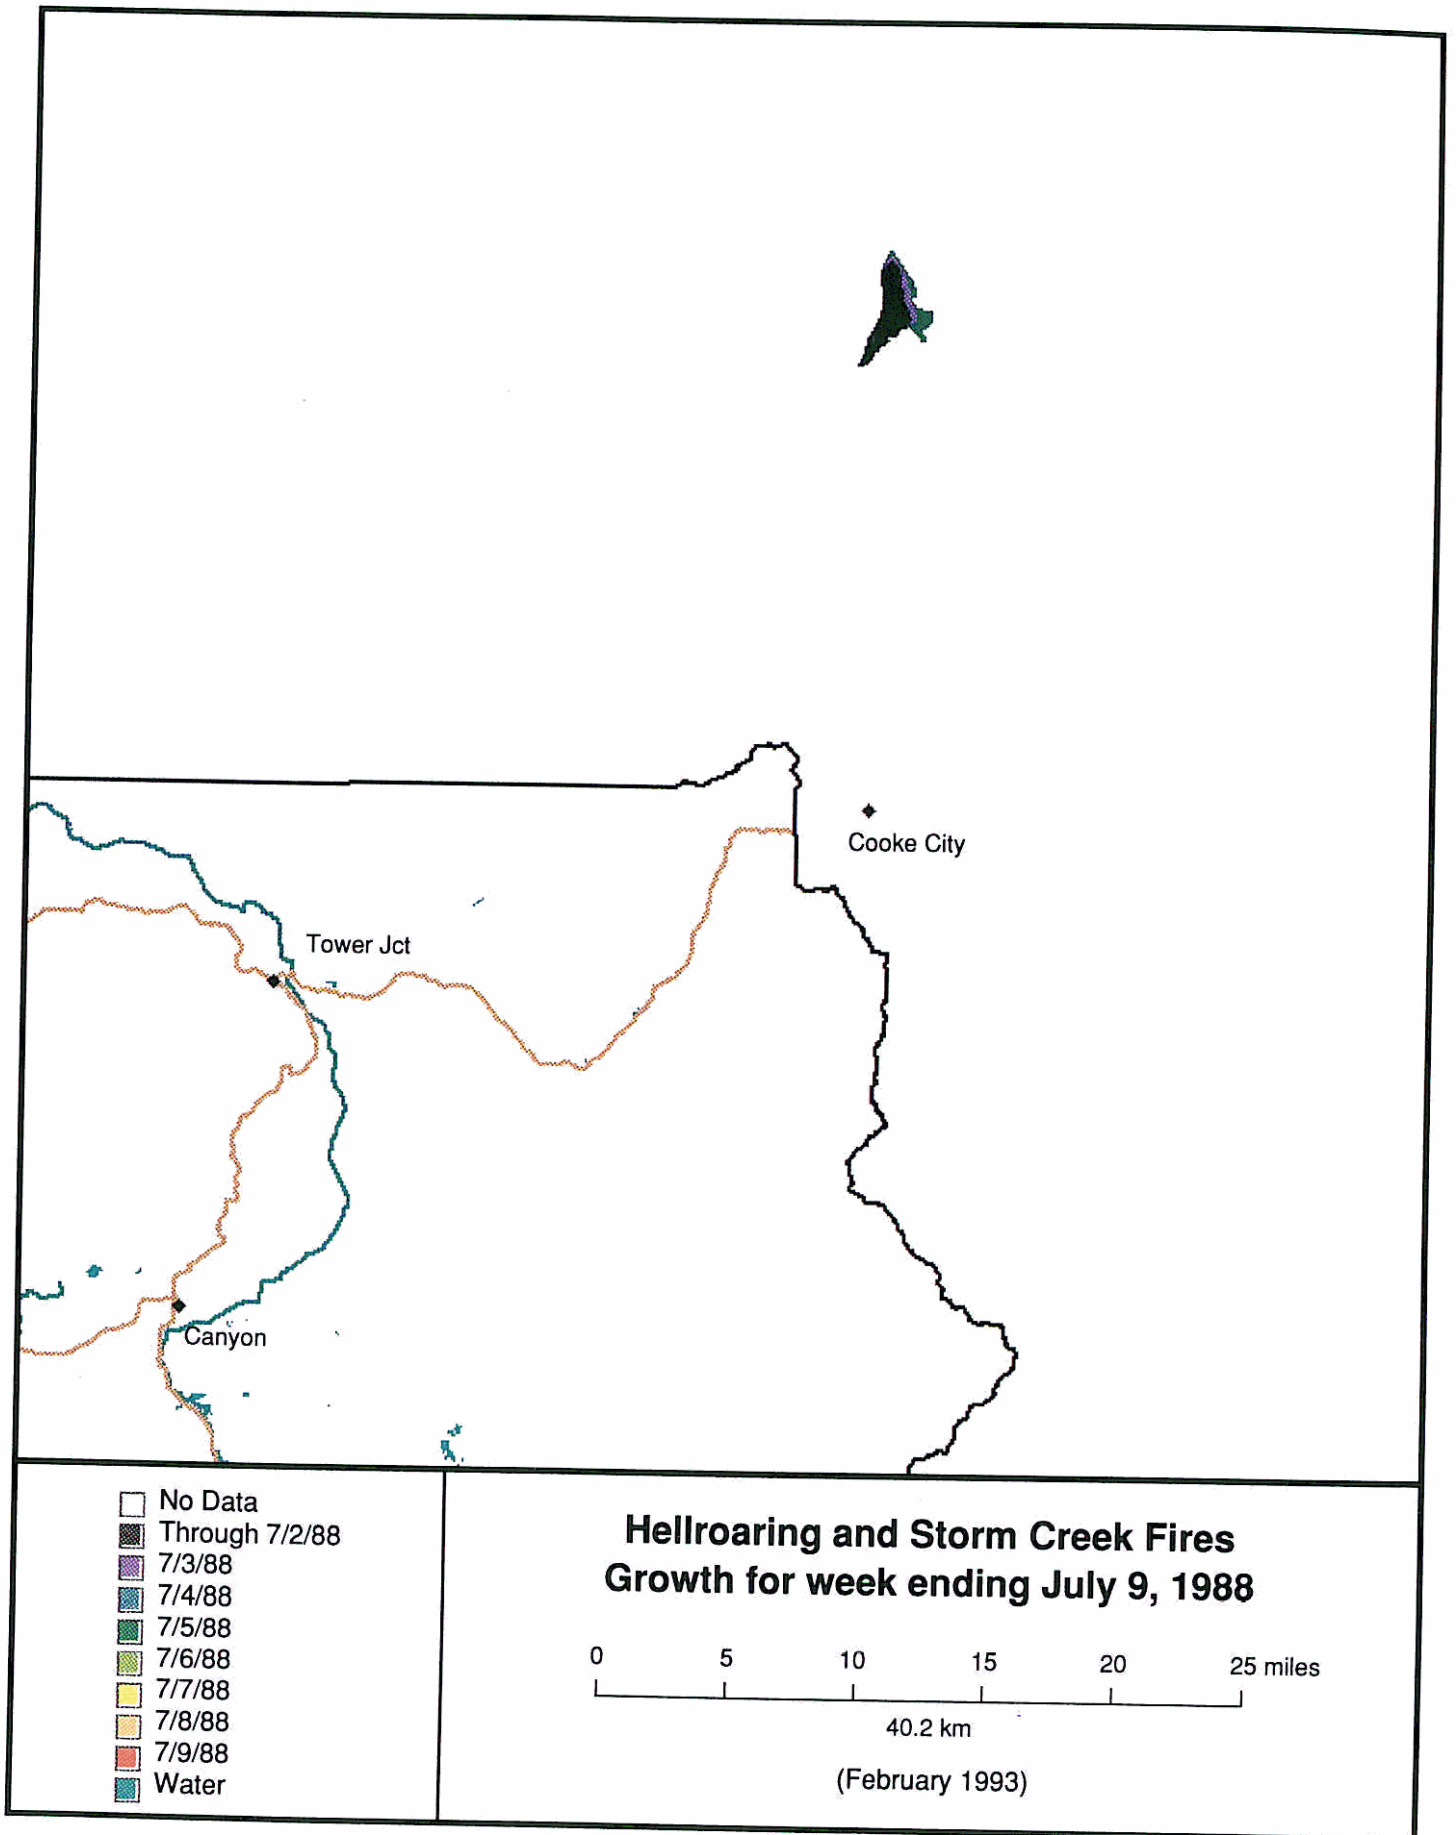 Cooke City
Tower Jct
Canyon
No Data
Through 7/2/88
7/3/88
7/4/88
7/5/88
7/6/88
7/7/88
7/8/88
7/9/88
Water
Hellroaring and Storm Creek Fires
Growth for week ending July 9, 1988
0 5 10 15 20 25 miles
40.2 km
(February 1993)